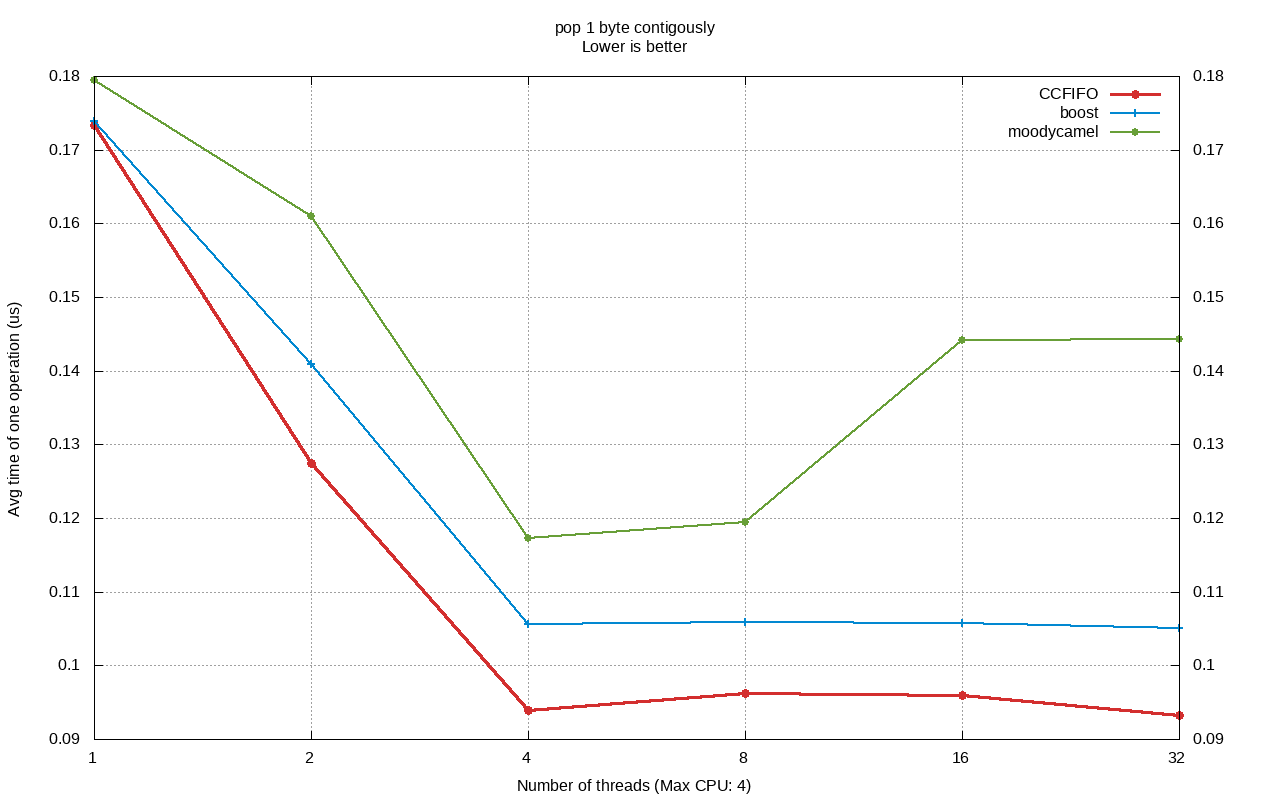 pop 1 byte contigously
Lower is better
CCFIFO
boost
moodycamel
0.18
0.17
0.16
0.15
0.14
0.13
0.12
0.11
0.1
0.09
0.18
0.17
0.16
0.15
0.14
0.13
0.12
0.11
0.1
0.09
Avg time of one operation (us)
1 2 4 8 16 32
Number of threads (Max CPU: 4)